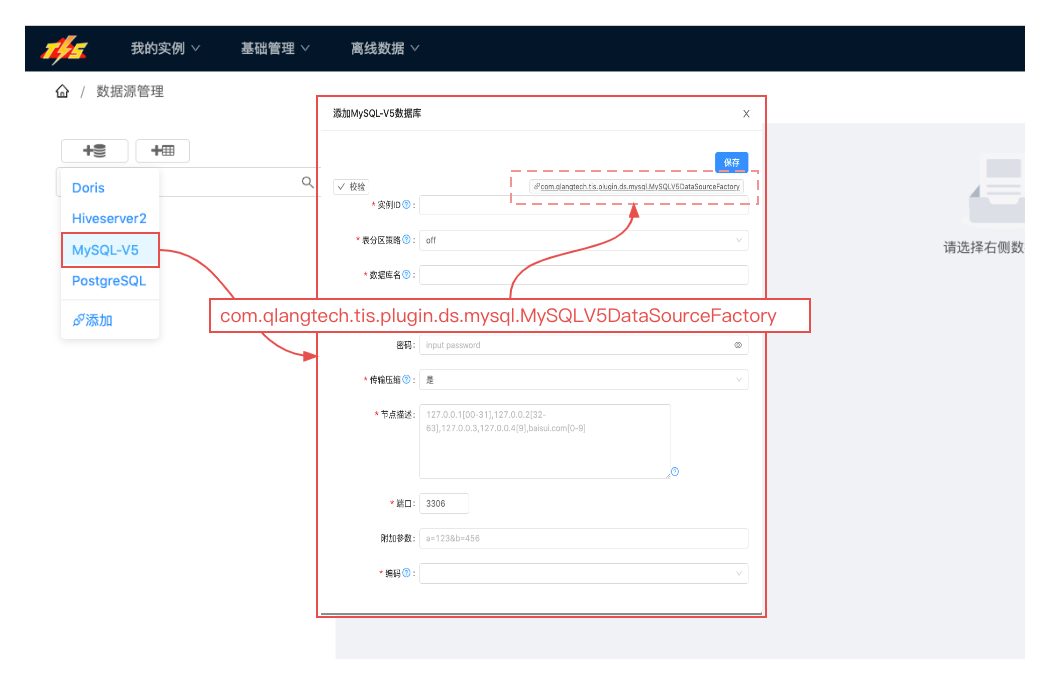 TIS
我的实例
基础管理
离线数据
/ 数据源管理
添加MySQL-V5数据库
X
保存
校检
com.qlangtech.tis.plugin.ds.mysql.MySQLV5DataSourceFactory
Doris
Hiveserver2
MySQL-V5
PostgreSQL
添加
* 实例ID :
* 表分区策略 : off
* 数据库名 :
com.qlangtech.tis.plugin.ds.mysql.MySQLV5DataSourceFactory
密码: input password
* 传输压缩 : 是
* 节点描述: 127.0.0.1[00-31],127.0.0.2[32-
63],127.0.0.3,127.0.0.4[9],baisui.com[0-9]
* 端口: 3306
附加参数: a=123&b=456
* 编码 :
请选择右侧数